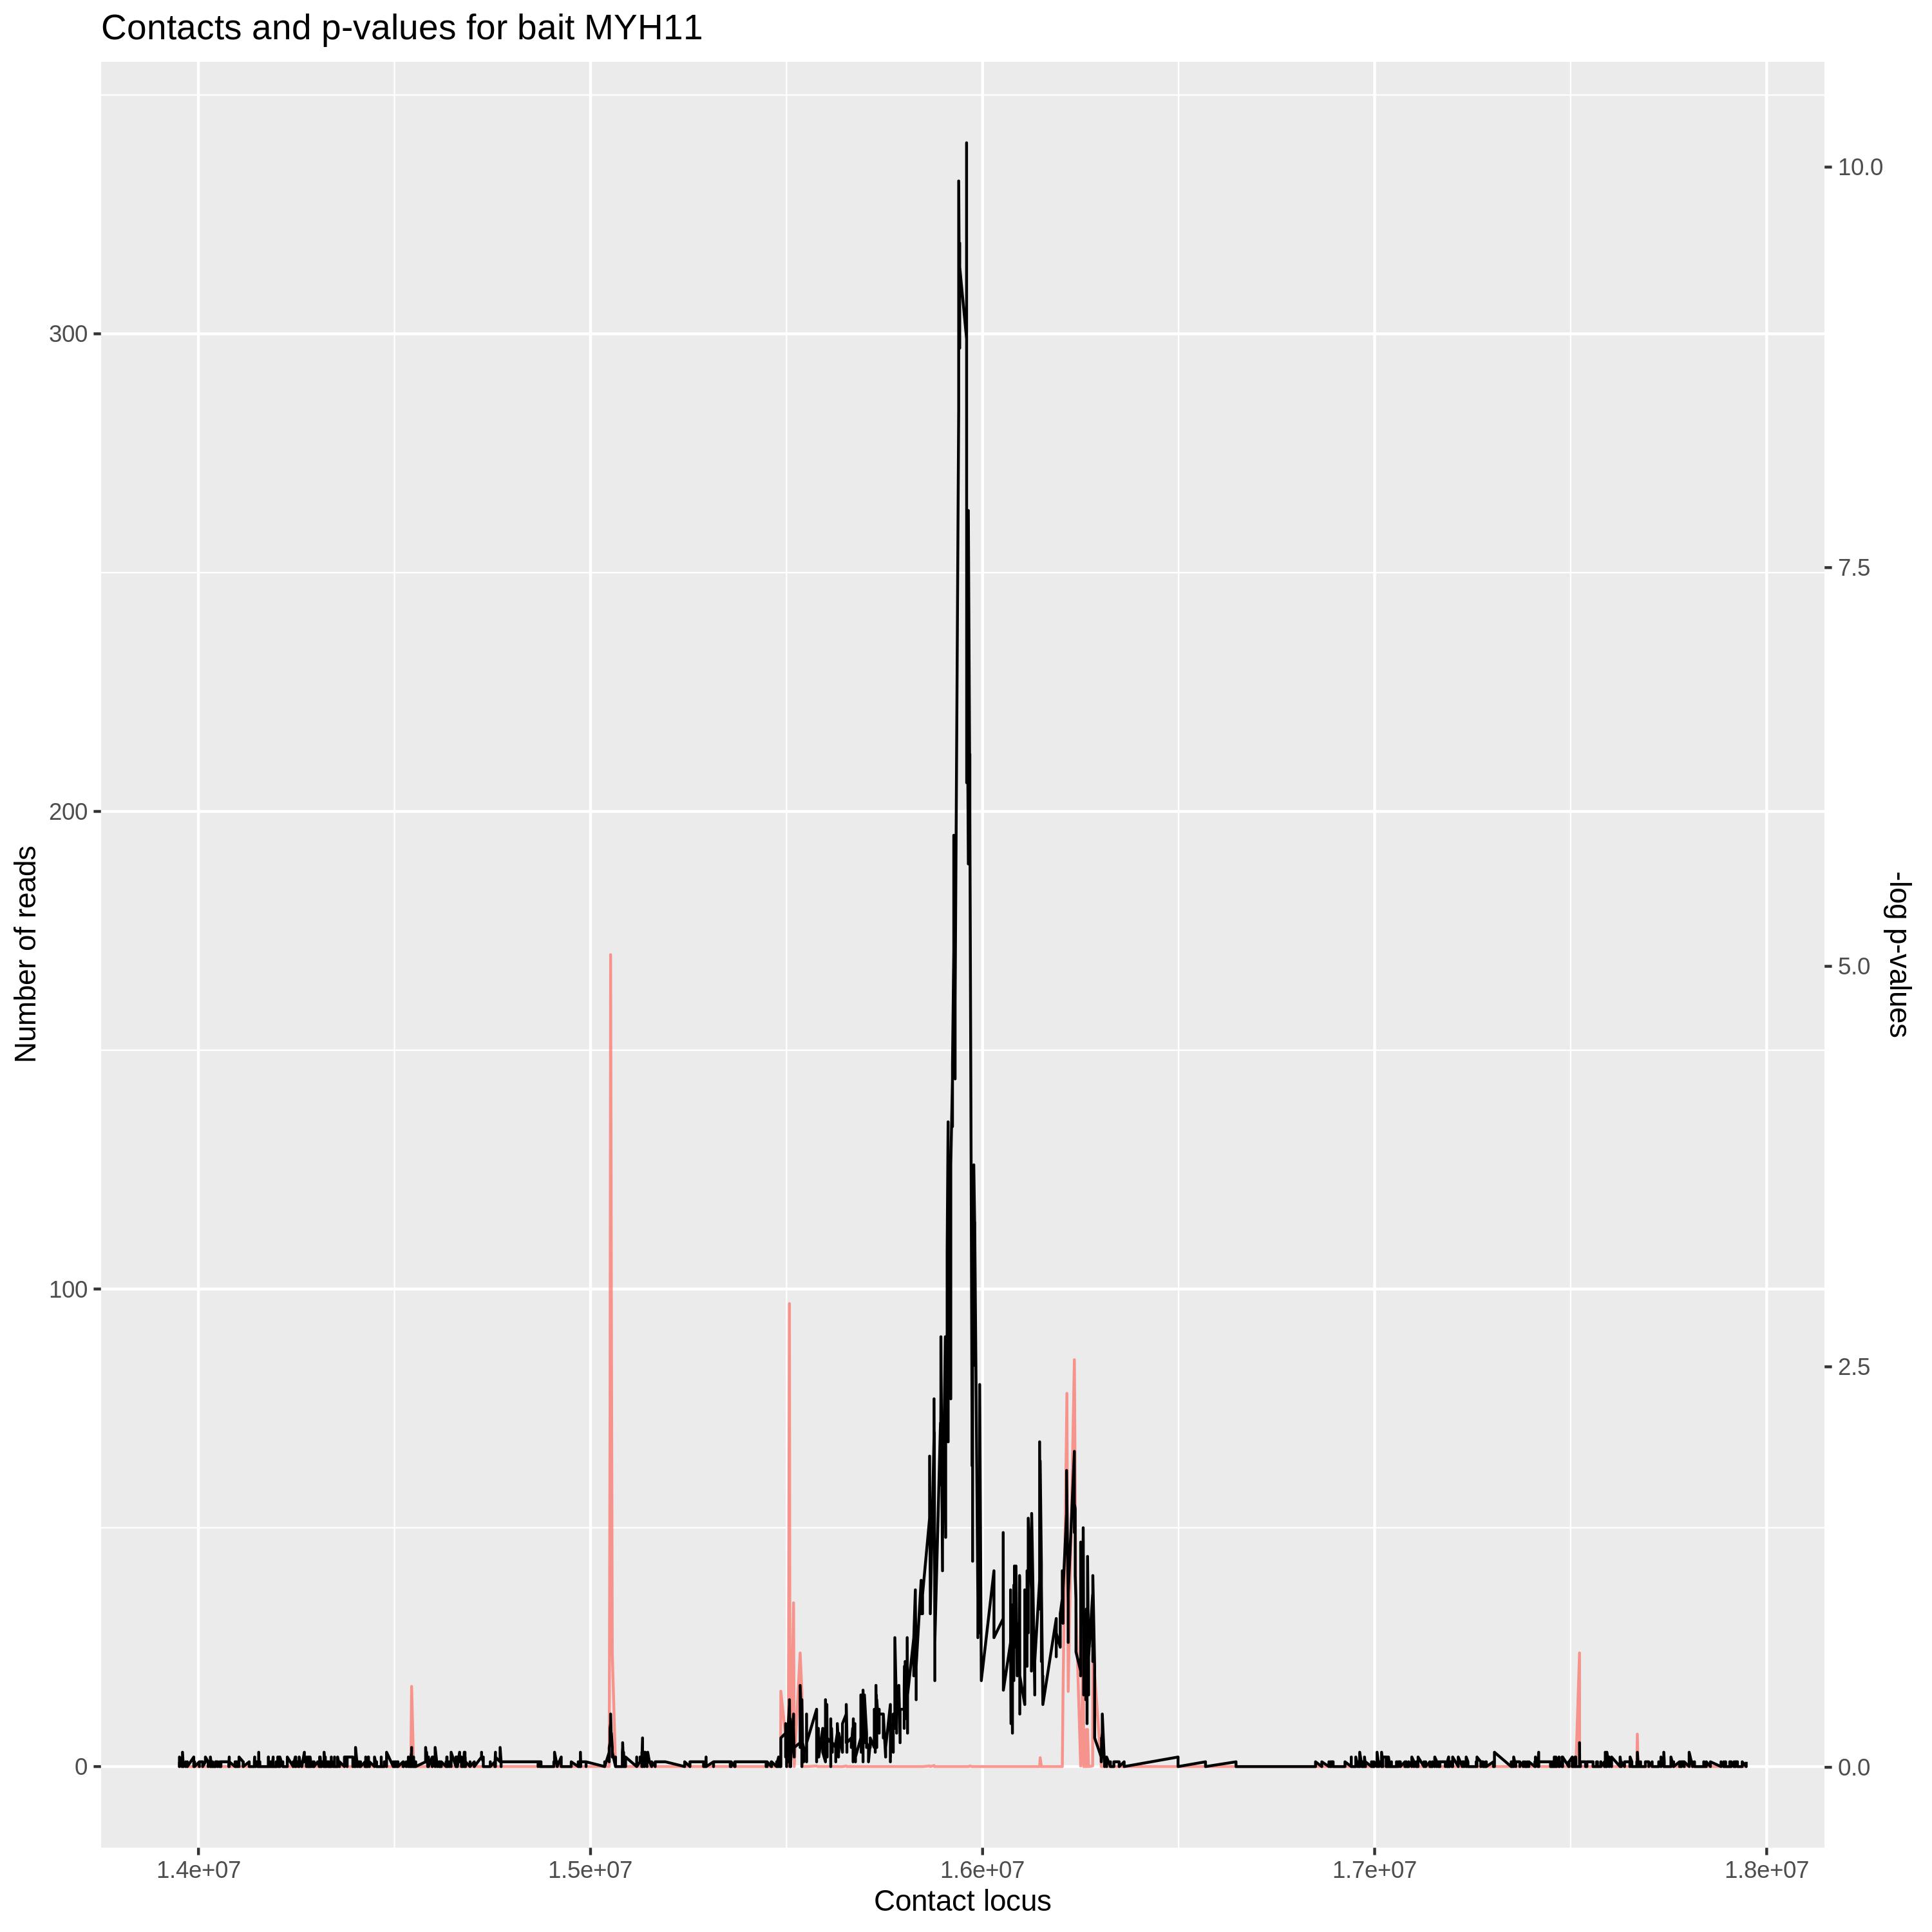 Contacts and p-values for bait MYH11
300
200
100
0
Number of reads
10.0
7.5
5.0
2.5
0.0
-log p-values
1.4e+07
1.5e+07
1.6e+07
1.7e+07
1.8e+07
Contact locus